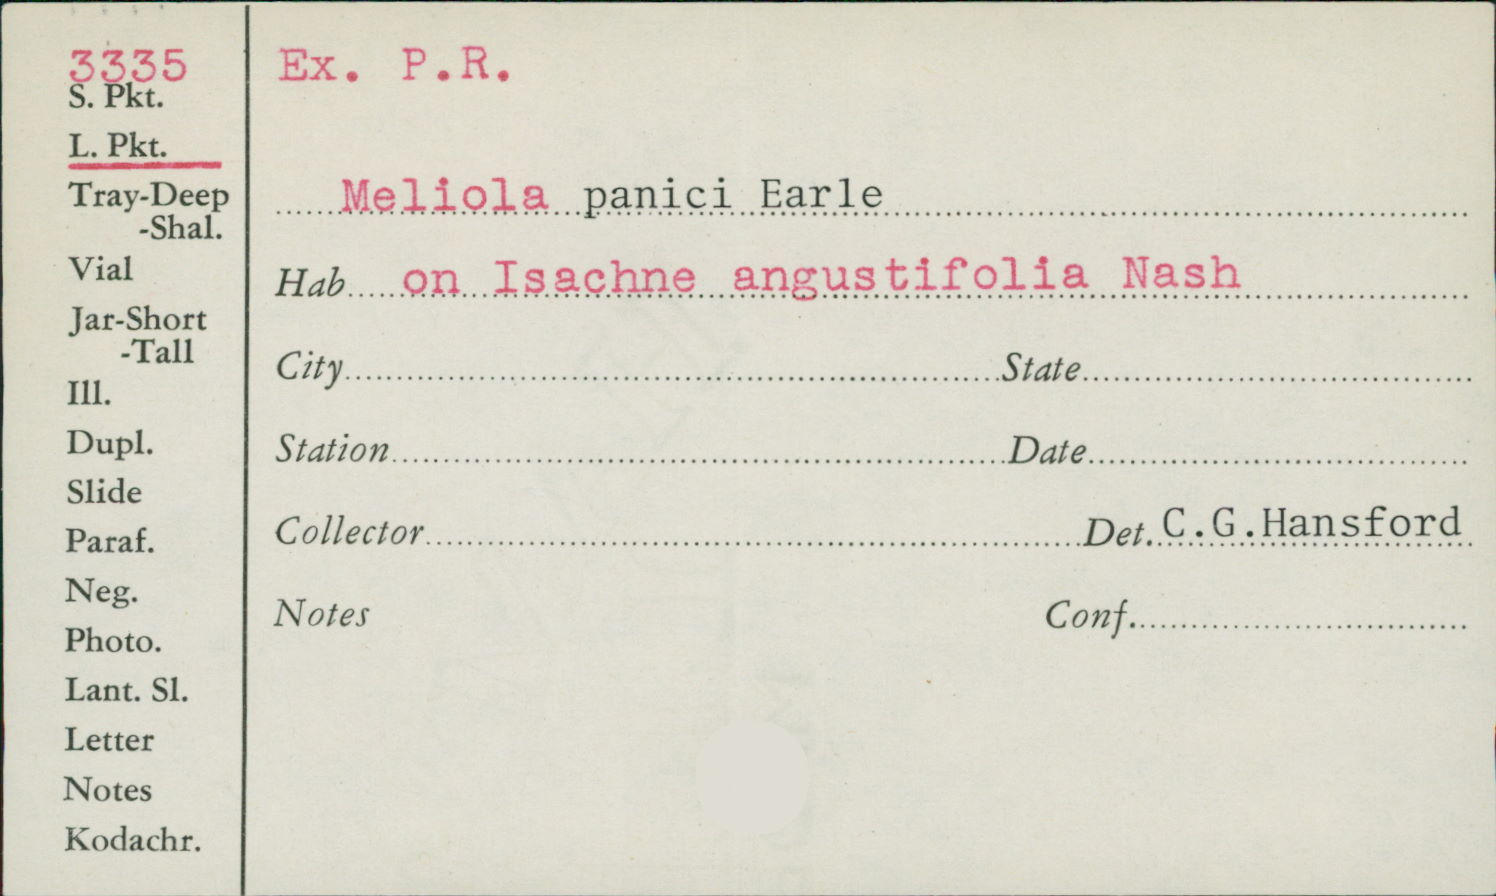 3335
S. Pkt.
L. Pkt.
Tray-Deep
-Shal.
Vial
Jar-Short
-Tall
Ill.
Dupl.
Slide
Paraf.
Neg.
Photo.
Lant. Sl.
Letter
Notes
Kodachr.
Ex. P.R.
Meliola panici Earle
Hab. on Isachne angustifolia Nash
City State
Station Date
Collector Det. C.G.Hansford
Notes Conf.